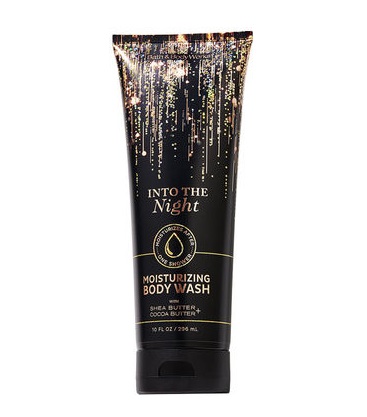 Bath & Body Works
INTO THE
Night
MOISTURIZES AFTER
ONE SHOWER
MOISTURIZING
BODY WASH
WITH
SHEA BUTTER +
COCOA BUTTER
10 FL OZ / 296 mL